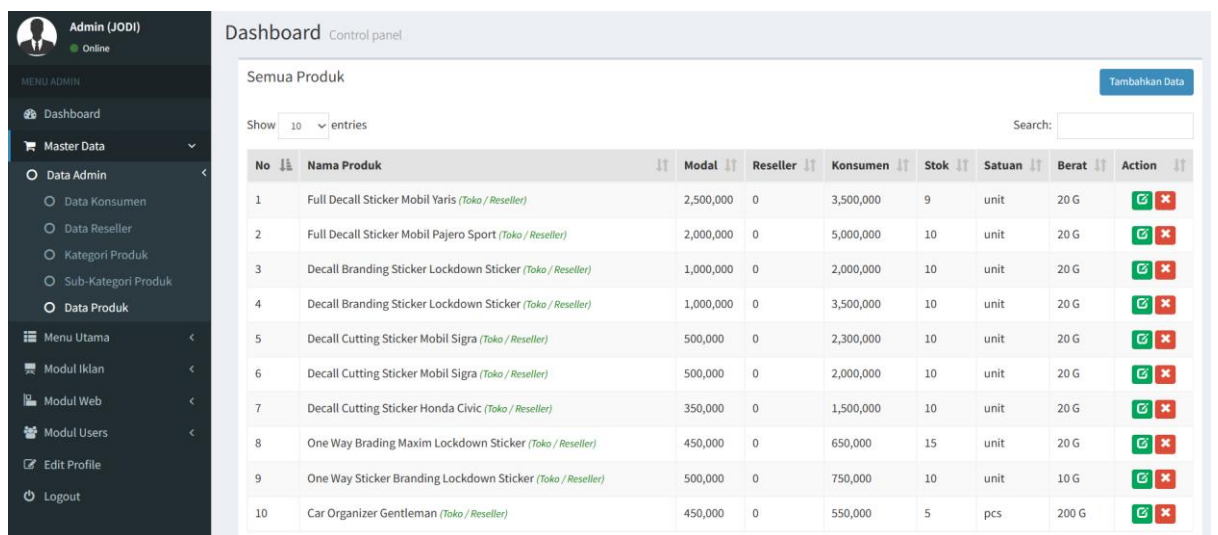 Admin (JODI)
Online
MENU ADMIN
Dashboard
Master Data
Data Admin
Data Konsumen
Data Reseller
Kategori Produk
Sub-Kategori Produk
Data Produk
Menu Utama
Modul Iklan
Modul Web
Modul Users
Edit Profile
Logout
Dashboard Control panel
Semua Produk
Tambahkan Data
Show 10 entries
Search:
No Nama Produk Modal Reseller Konsumen Stok Satuan Berat Action
1 Full Decall Sticker Mobil Yaris (Toko / Reseller) 2,500,000 0 3,500,000 9 unit 20 G
2 Full Decall Sticker Mobil Pajero Sport (Toko / Reseller) 2,000,000 0 5,000,000 10 unit 20 G
3 Decall Branding Sticker Lockdown Sticker (Toko / Reseller) 1,000,000 0 2,000,000 10 unit 20 G
4 Decall Branding Sticker Lockdown Sticker (Toko / Reseller) 1,000,000 0 3,500,000 10 unit 20 G
5 Decall Cutting Sticker Mobil Sigra (Toko / Reseller) 500,000 0 2,300,000 10 unit 20 G
6 Decall Cutting Sticker Mobil Sigra (Toko / Reseller) 500,000 0 2,000,000 10 unit 20 G
7 Decall Cutting Sticker Honda Civic (Toko / Reseller) 350,000 0 1,500,000 10 unit 20 G
8 One Way Brading Maxim Lockdown Sticker (Toko / Reseller) 450,000 0 650,000 15 unit 20 G
9 One Way Sticker Branding Lockdown Sticker (Toko / Reseller) 500,000 0 750,000 10 unit 10 G
10 Car Organizer Gentleman (Toko / Reseller) 450,000 0 550,000 5 pcs 200 G